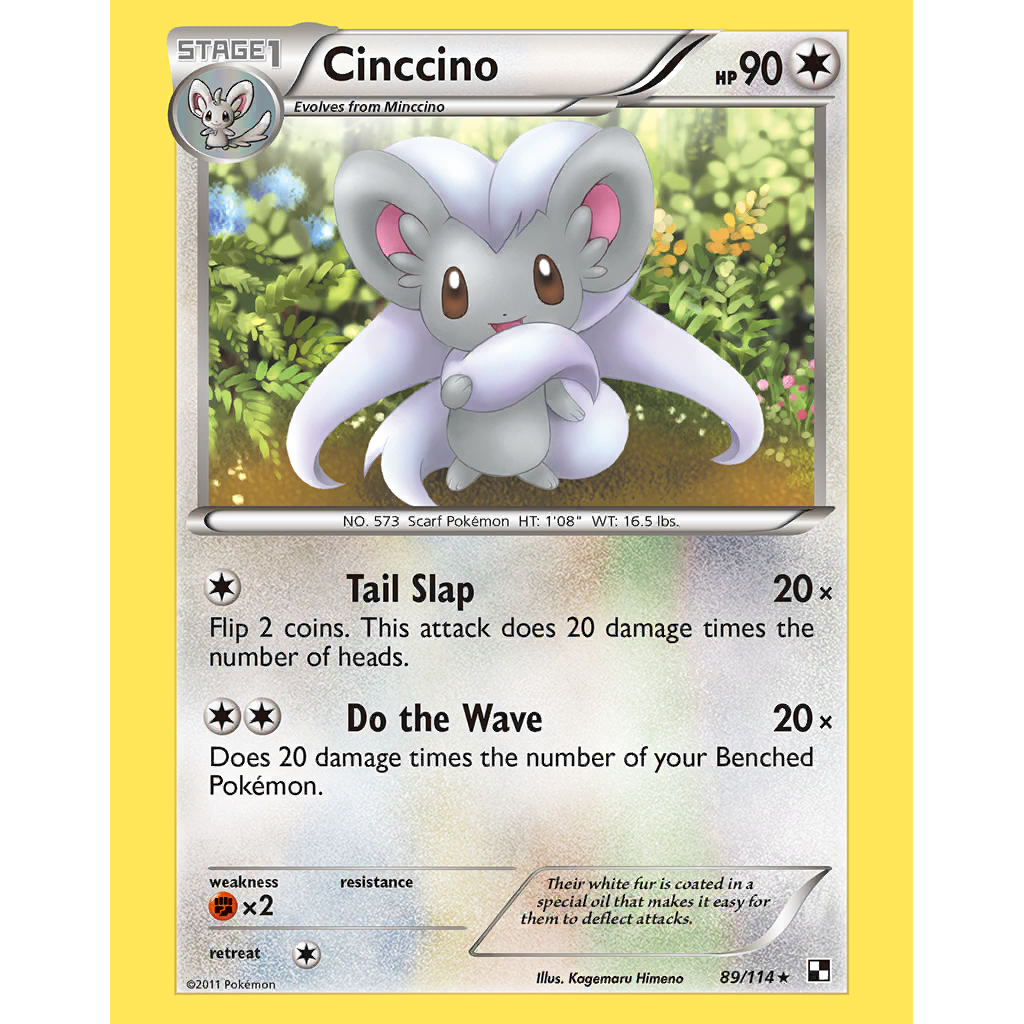 STAGE1
Cinccino
HP 90
Evolves from Minccino
NO. 573 Scarf Pokémon HT: 1'08" WT: 16.5 lbs.
Tail Slap 20×
Flip 2 coins. This attack does 20 damage times the
number of heads.
Do the Wave 20×
Does 20 damage times the number of your Benched
Pokémon.
weakness resistance
×2
retreat
Their white fur is coated in a
special oil that makes it easy for
them to deflect attacks.
Illus. Kagemaru Himeno 89/114★
©2011 Pokémon